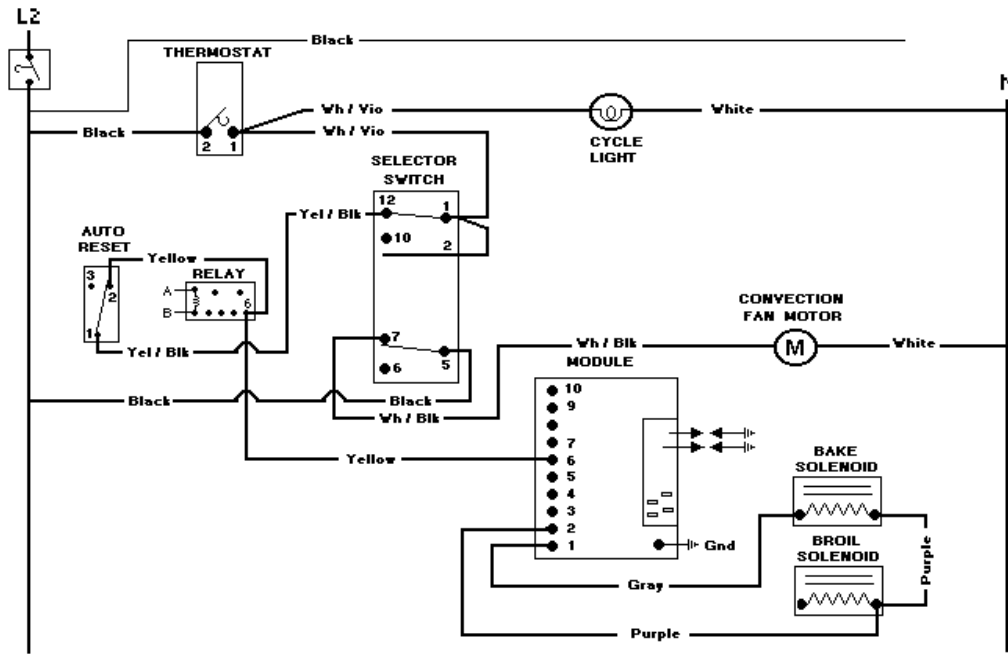 L2
Black
THERMOSTAT
Wh / Vio
White
Black
Wh / Vio
2 1
CYCLE
LIGHT
SELECTOR
SWITCH
12
1
Yel / Blk
AUTO
RESET
10
2
Yellow
3
RELAY
2
A
6
B
CONVECTION
FAN MOTOR
1
7
Yel / Blk
Wh / Blk
M
White
5
MODULE
6
10
Black
Black
9
Wh / Blk
7
BAKE
SOLENOID
Yellow
6
5
4
3
2
BROIL
SOLENOID
1
Gnd
Purple
Gray
Purple